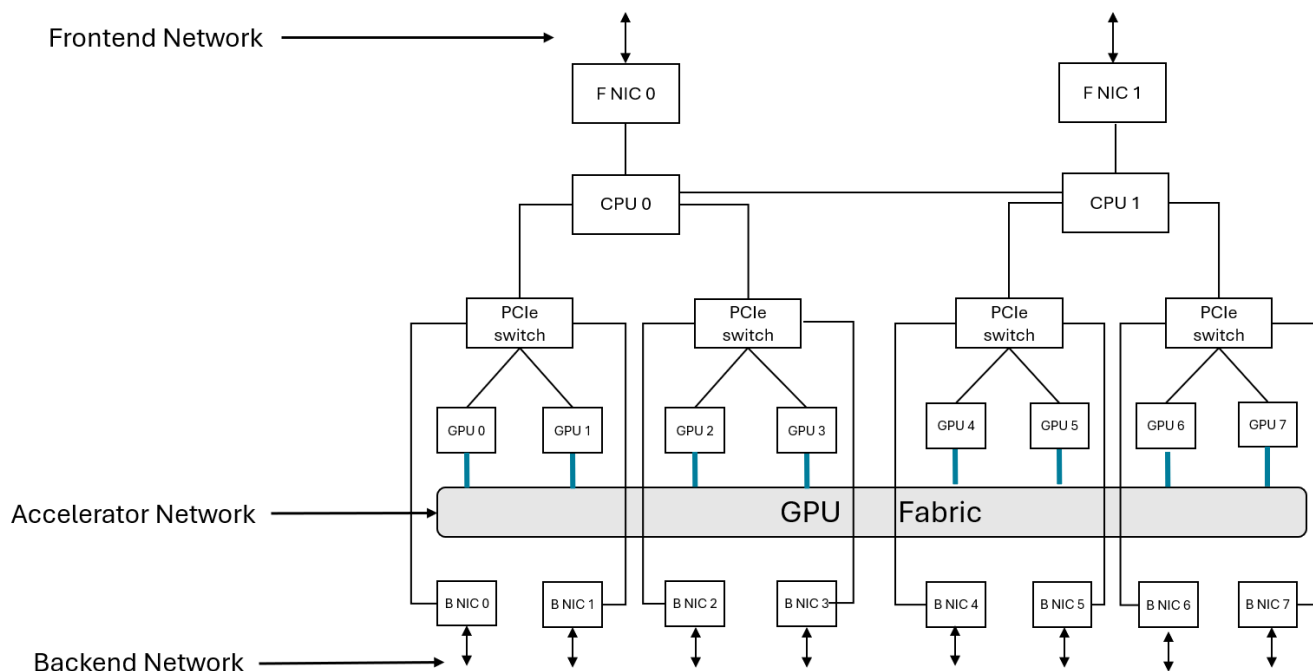 Frontend Network
F NIC 0
F NIC 1
CPU 0
CPU 1
PCIe
switch
PCIe
switch
PCIe
switch
PCIe
switch
GPU 0
GPU 1
GPU 2
GPU 3
GPU 4
GPU 5
GPU 6
GPU 7
Accelerator Network
GPU Fabric
B NIC 0
B NIC 1
B NIC 2
B NIC 3
B NIC 4
B NIC 5
B NIC 6
B NIC 7
Backend Network